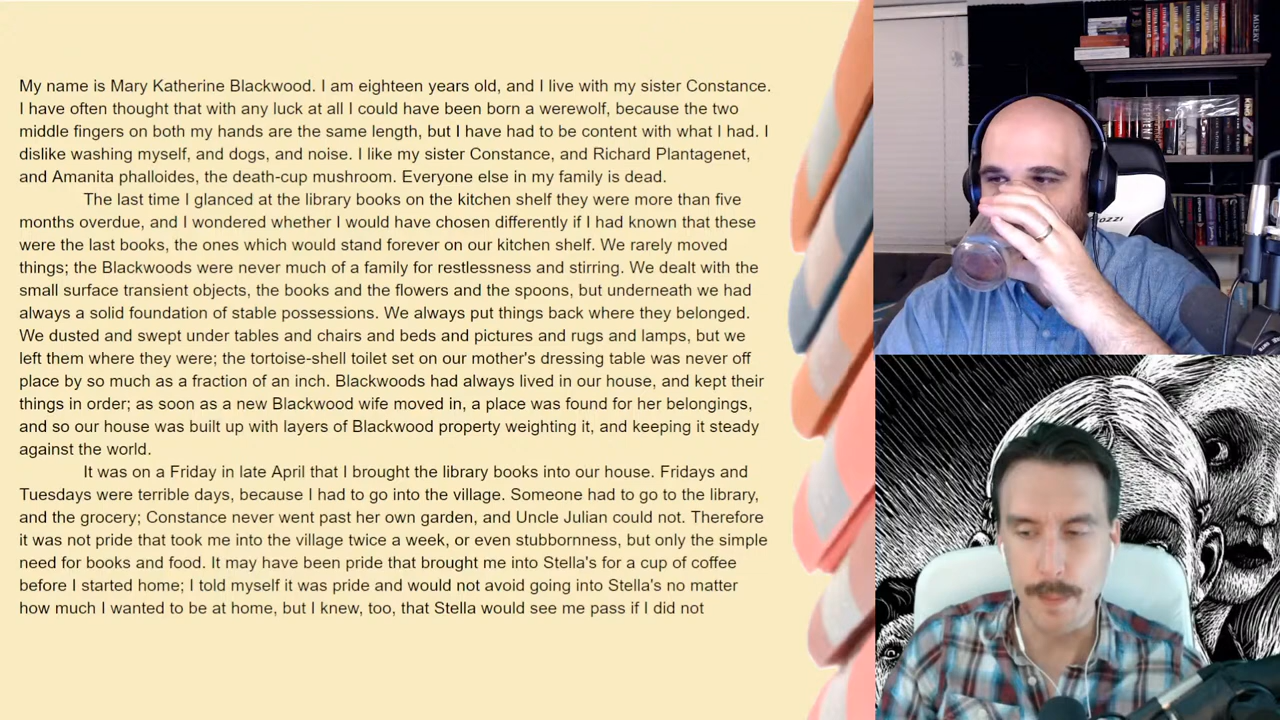 My name is Mary Katherine Blackwood. I am eighteen years old, and I live with my sister Constance.
I have often thought that with any luck at all I could have been born a werewolf, because the two
middle fingers on both my hands are the same length, but I have had to be content with what I had. I
dislike washing myself, and dogs, and noise. I like my sister Constance, and Richard Plantagenet,
and Amanita phalloides, the death-cup mushroom. Everyone else in my family is dead.
The last time I glanced at the library books on the kitchen shelf they were more than five
months overdue, and I wondered whether I would have chosen differently if I had known that these
were the last books, the ones which would stand forever on our kitchen shelf. We rarely moved
things; the Blackwoods were never much of a family for restlessness and stirring. We dealt with the
small surface transient objects, the books and the flowers and the spoons, but underneath we had
always a solid foundation of stable possessions. We always put things back where they belonged.
We dusted and swept under tables and chairs and beds and pictures and rugs and lamps, but we
left them where they were; the tortoise-shell toilet set on our mother's dressing table was never off
place by so much as a fraction of an inch. Blackwoods had always lived in our house, and kept their
things in order; as soon as a new Blackwood wife moved in, a place was found for her belongings,
and so our house was built up with layers of Blackwood property weighting it, and keeping it steady
against the world.
It was on a Friday in late April that I brought the library books into our house. Fridays and
Tuesdays were terrible days, because I had to go into the village. Someone had to go to the library,
and the grocery; Constance never went past her own garden, and Uncle Julian could not. Therefore
it was not pride that took me into the village twice a week, or even stubbornness, but only the simple
need for books and food. It may have been pride that brought me into Stella's for a cup of coffee
before I started home; I told myself it was pride and would not avoid going into Stella's no matter
how much I wanted to be at home, but I knew, too, that Stella would see me pass if I did not
MISERY
KING